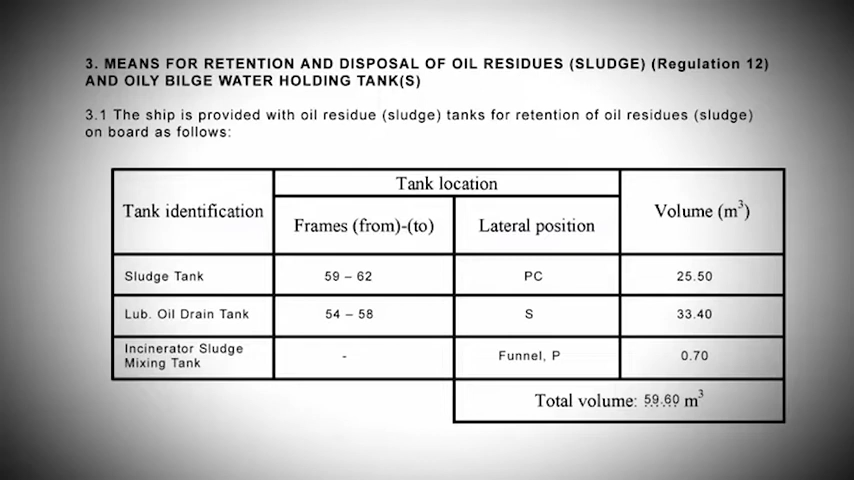 3. MEANS FOR RETENTION AND DISPOSAL OF OIL RESIDUES (SLUDGE) (Regulation 12)
AND OILY BILGE WATER HOLDING TANK(S)
3.1 The ship is provided with oil residue (sludge) tanks for retention of oil residues (sludge)
on board as follows:
Tank identification
Tank location
Volume (m³)
Frames (from)-(to)
Lateral position
Sludge Tank 59 – 62 PC 25.50
Lub. Oil Drain Tank 54 – 58 S 33.40
Incinerator Sludge
Mixing Tank - Funnel, P 0.70
Total volume: 59.60 m³